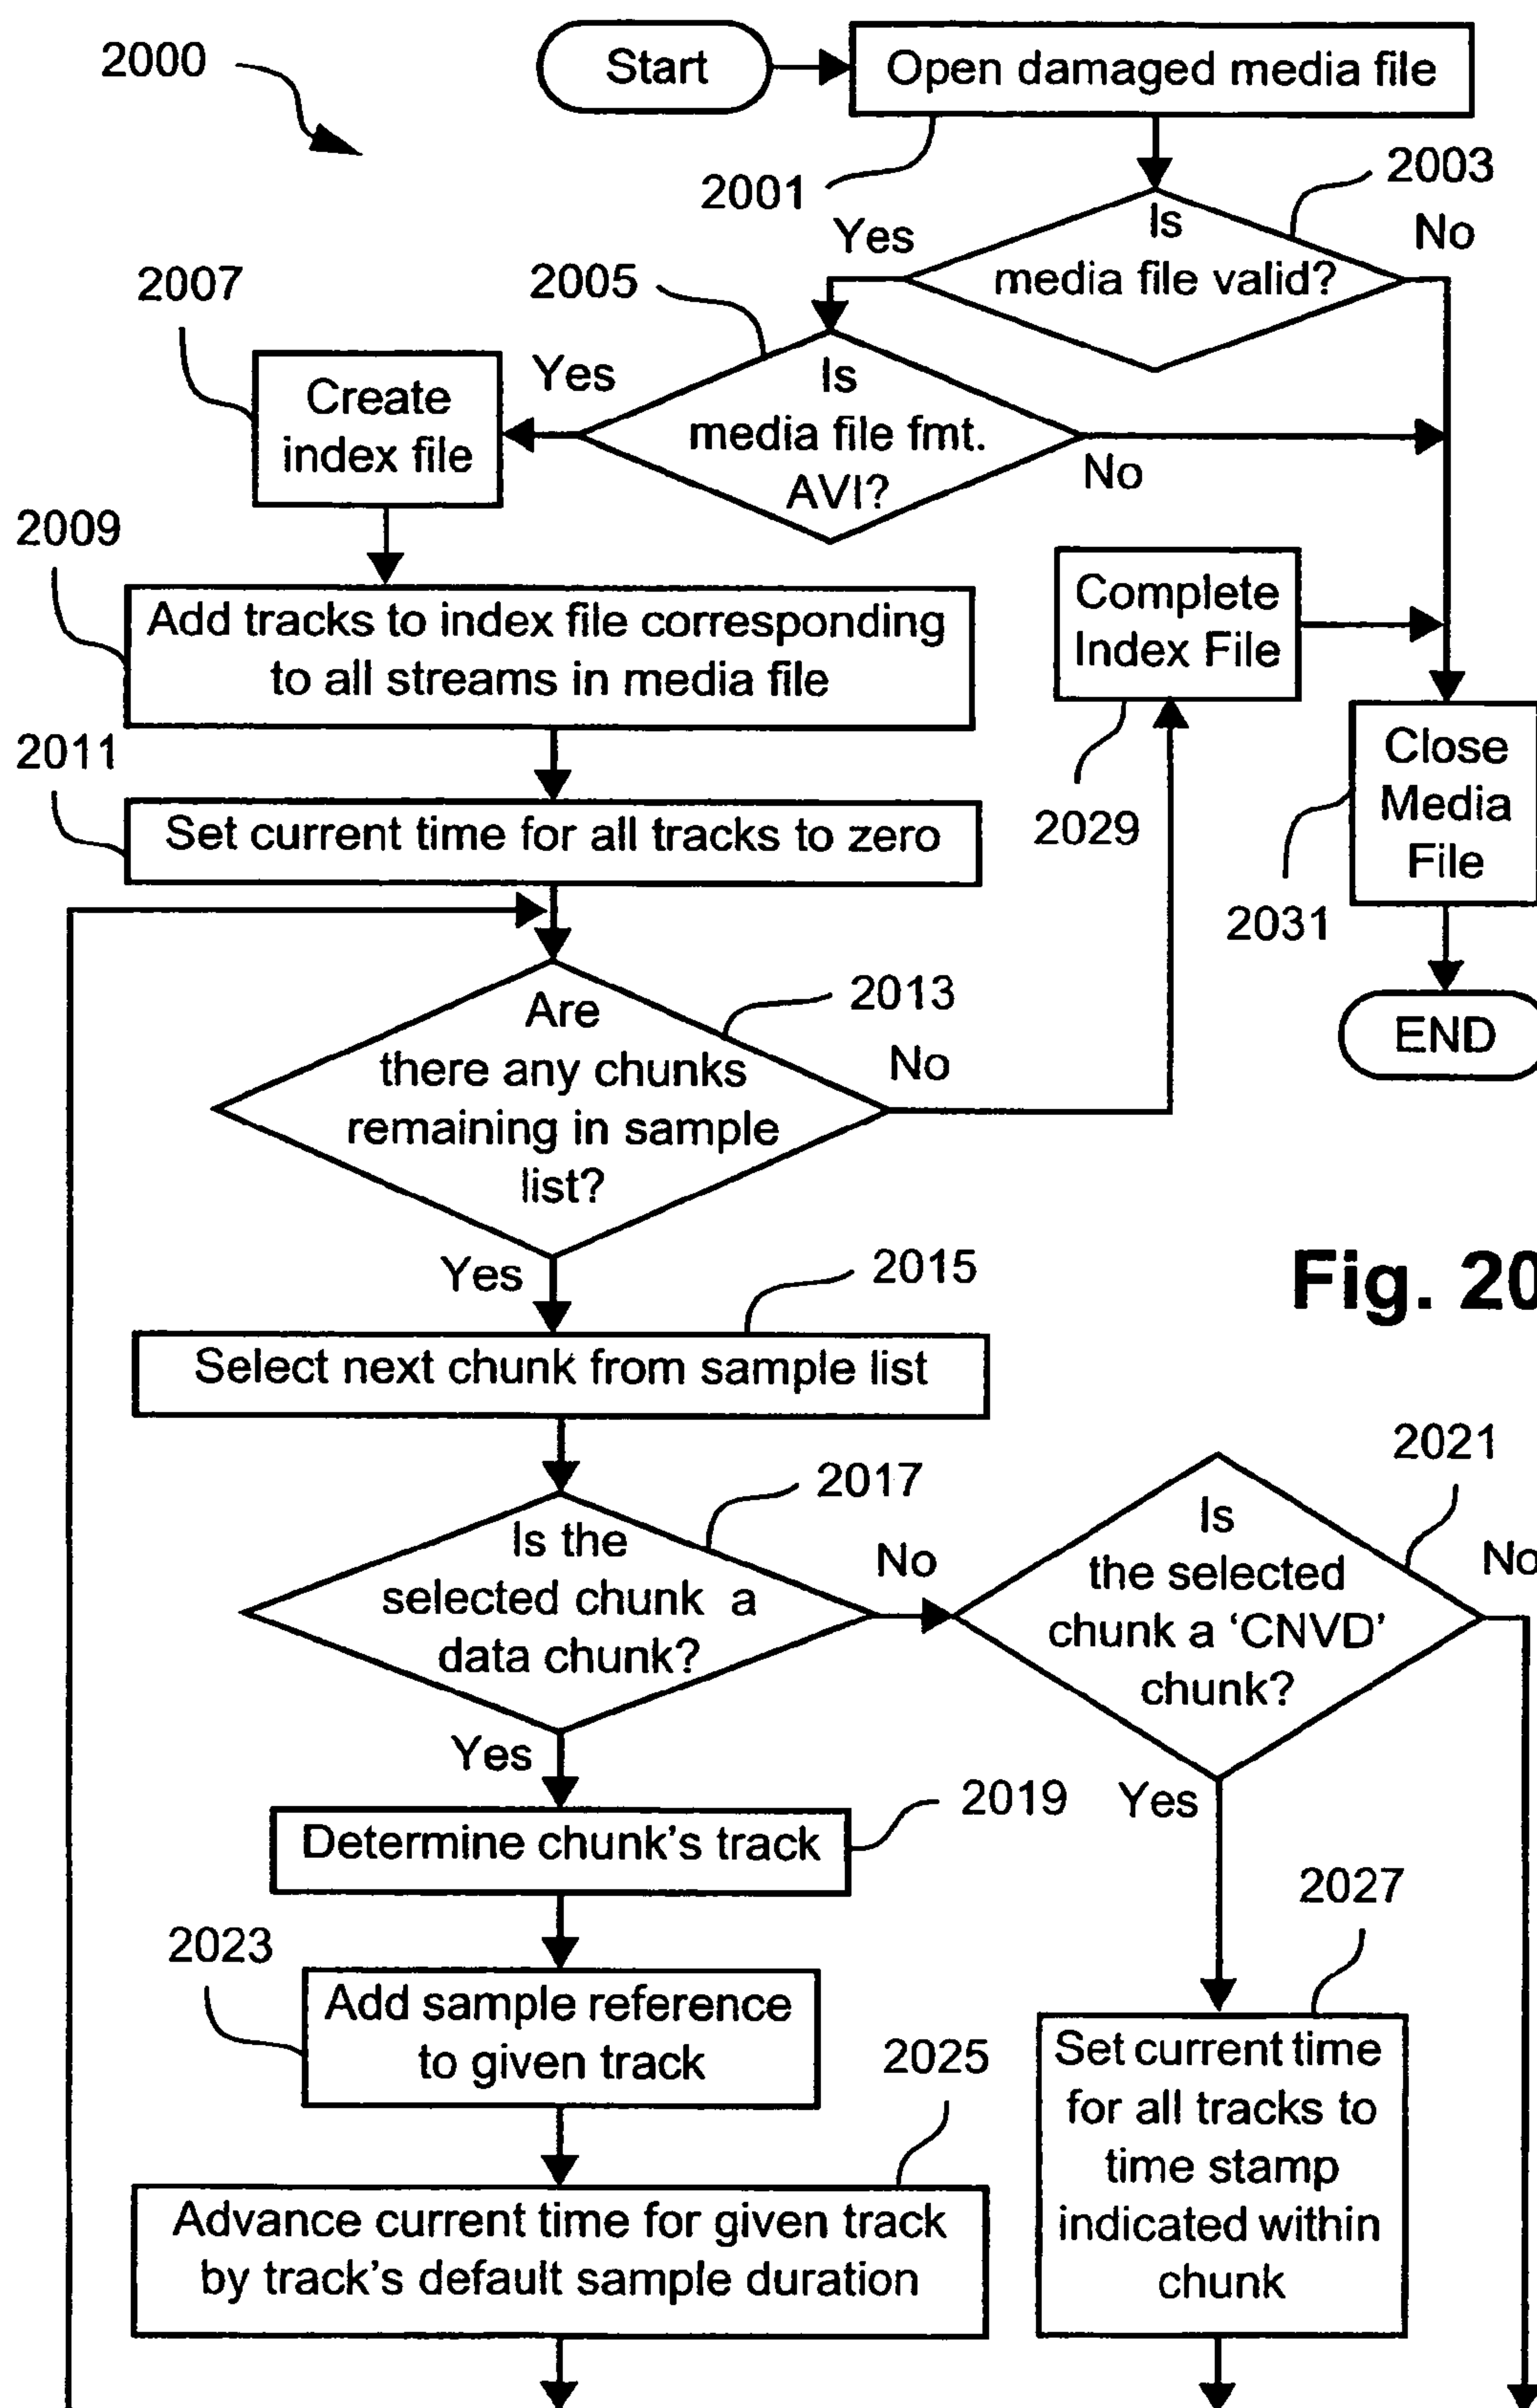 2000
Start
Open damaged media file
2001
2003
Is
media file valid?
Yes
No
2005
2007
Is
media file fmt.
AVI?
Yes
No
Create
index file
2009
Add tracks to index file corresponding
to all streams in media file
Complete
Index File
2029
2011
Set current time for all tracks to zero
Close
Media
File
2031
END
2013
Are
there any chunks
remaining in sample
list?
No
Yes
Fig. 20
2015
Select next chunk from sample list
2017
Is the
selected chunk a
data chunk?
No
Yes
2021
Is
the selected
chunk a ‘CNVD’
chunk?
No
Yes
2019
Determine chunk's track
2023
Add sample reference
to given track
2025
Advance current time for given track
by track's default sample duration
2027
Set current time
for all tracks to
time stamp
indicated within
chunk